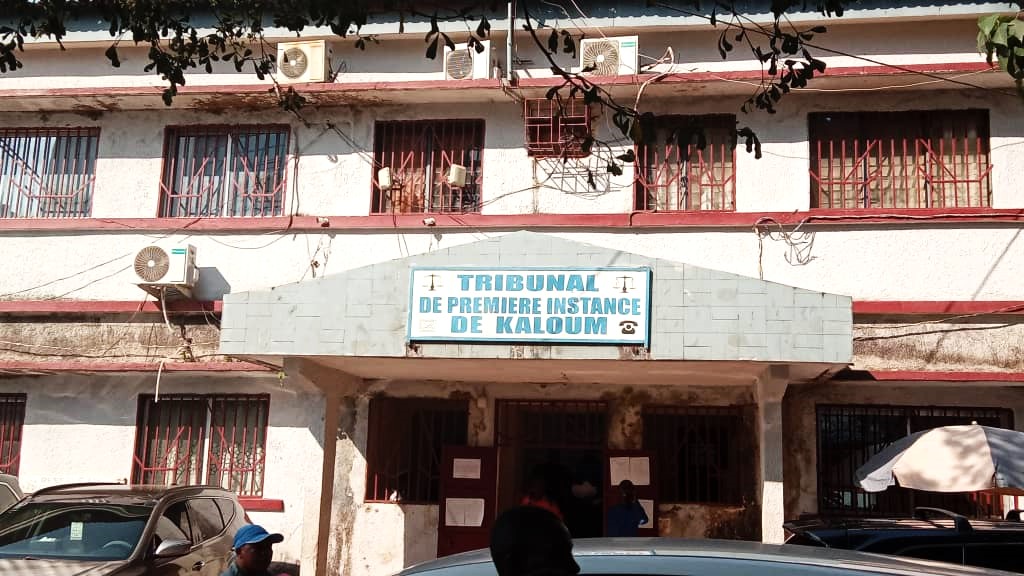 TRIBUNAL
DE PREMIERE INSTANCE
DE KALOUM